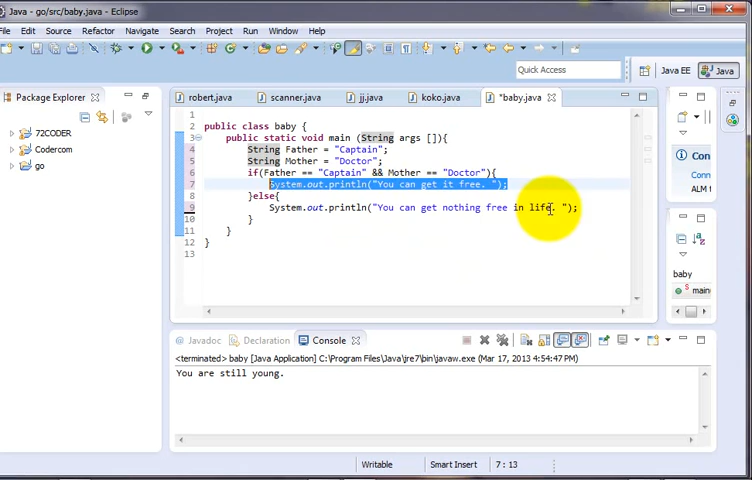 Java - go/src/baby.java - Eclipse
File Edit Source Refactor Navigate Search Project Run Window Help
Quick Access
Java EE
Java
Package Explorer
72CODER
Codercom
go
robert.java
scanner.java
jj.java
koko.java
*baby.java
1
2 public class baby {
3 public static void main (String args []){
4 String Father = "Captain";
5 String Mother = "Doctor";
6 if(Father == "Captain" && Mother == "Doctor"){
7 System.out.println("You can get it free. ");
8 }else{
9 System.out.println("You can get nothing free in life. ");
10 }
11 }
12 }
13
Conn
Conne
ALM t
baby
main
Javadoc
Declaration
Console
<terminated> baby [Java Application] C:\Program Files\Java\jre7\bin\javaw.exe (Mar 17, 2013 4:54:47 PM)
You are still young.
Writable
Smart Insert
7 : 13